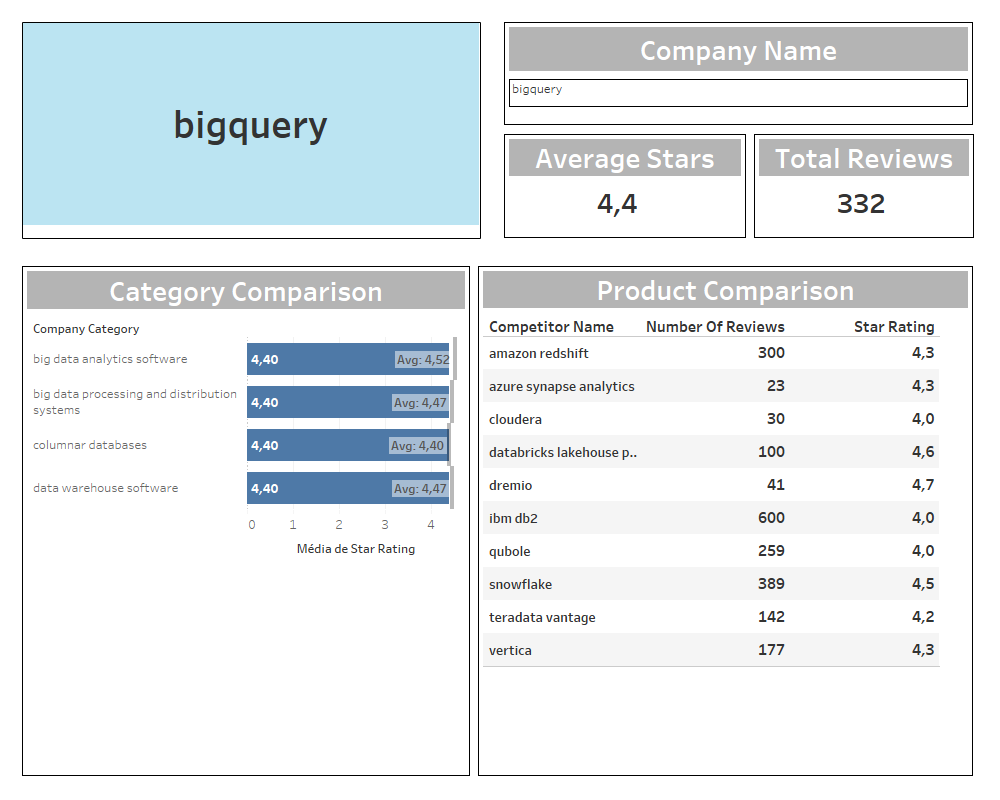 bigquery
Company Name
bigquery
Average Stars
4,4
Total Reviews
332
Category Comparison
Company Category
big data analytics software
4,40
Avg: 4,52
big data processing and distribution
systems
4,40
Avg: 4,47
columnar databases
4,40
Avg: 4,40
data warehouse software
4,40
Avg: 4,47
0 1 2 3 4
Média de Star Rating
Product Comparison
Competitor Name Number Of Reviews Star Rating
amazon redshift 300 4,3
azure synapse analytics 23 4,3
cloudera 30 4,0
databricks lakehouse p.. 100 4,6
dremio 41 4,7
ibm db2 600 4,0
qubole 259 4,0
snowflake 389 4,5
teradata vantage 142 4,2
vertica 177 4,3